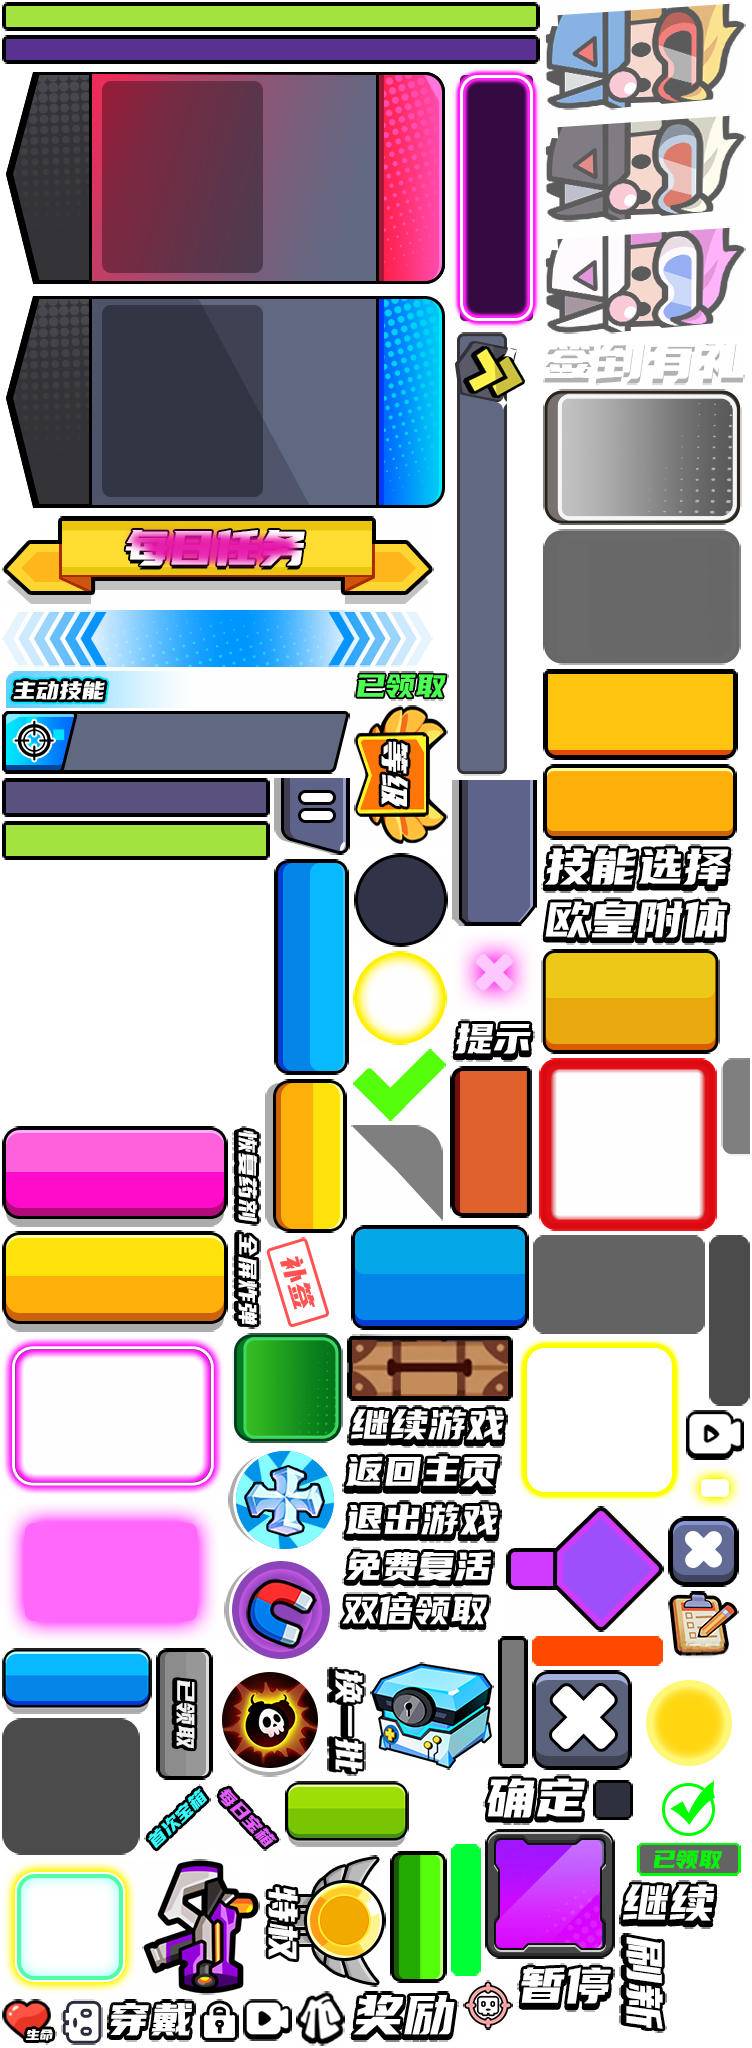 签到有礼
每日任务
主动技能
已领取
等级
技能选择
欧皇附体
提示
恢复药剂
全屏炸弹
补签
继续游戏
返回主页
退出游戏
免费复活
双倍领取
已领取
换一批
确定
首次宝箱
每日宝箱
已领取
特权
继续
暂停
刷新
生命
穿戴
奖励